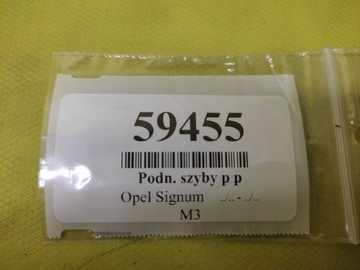 59455
Podn. szyby p p
Opel Signum ../.. - ../..
M3